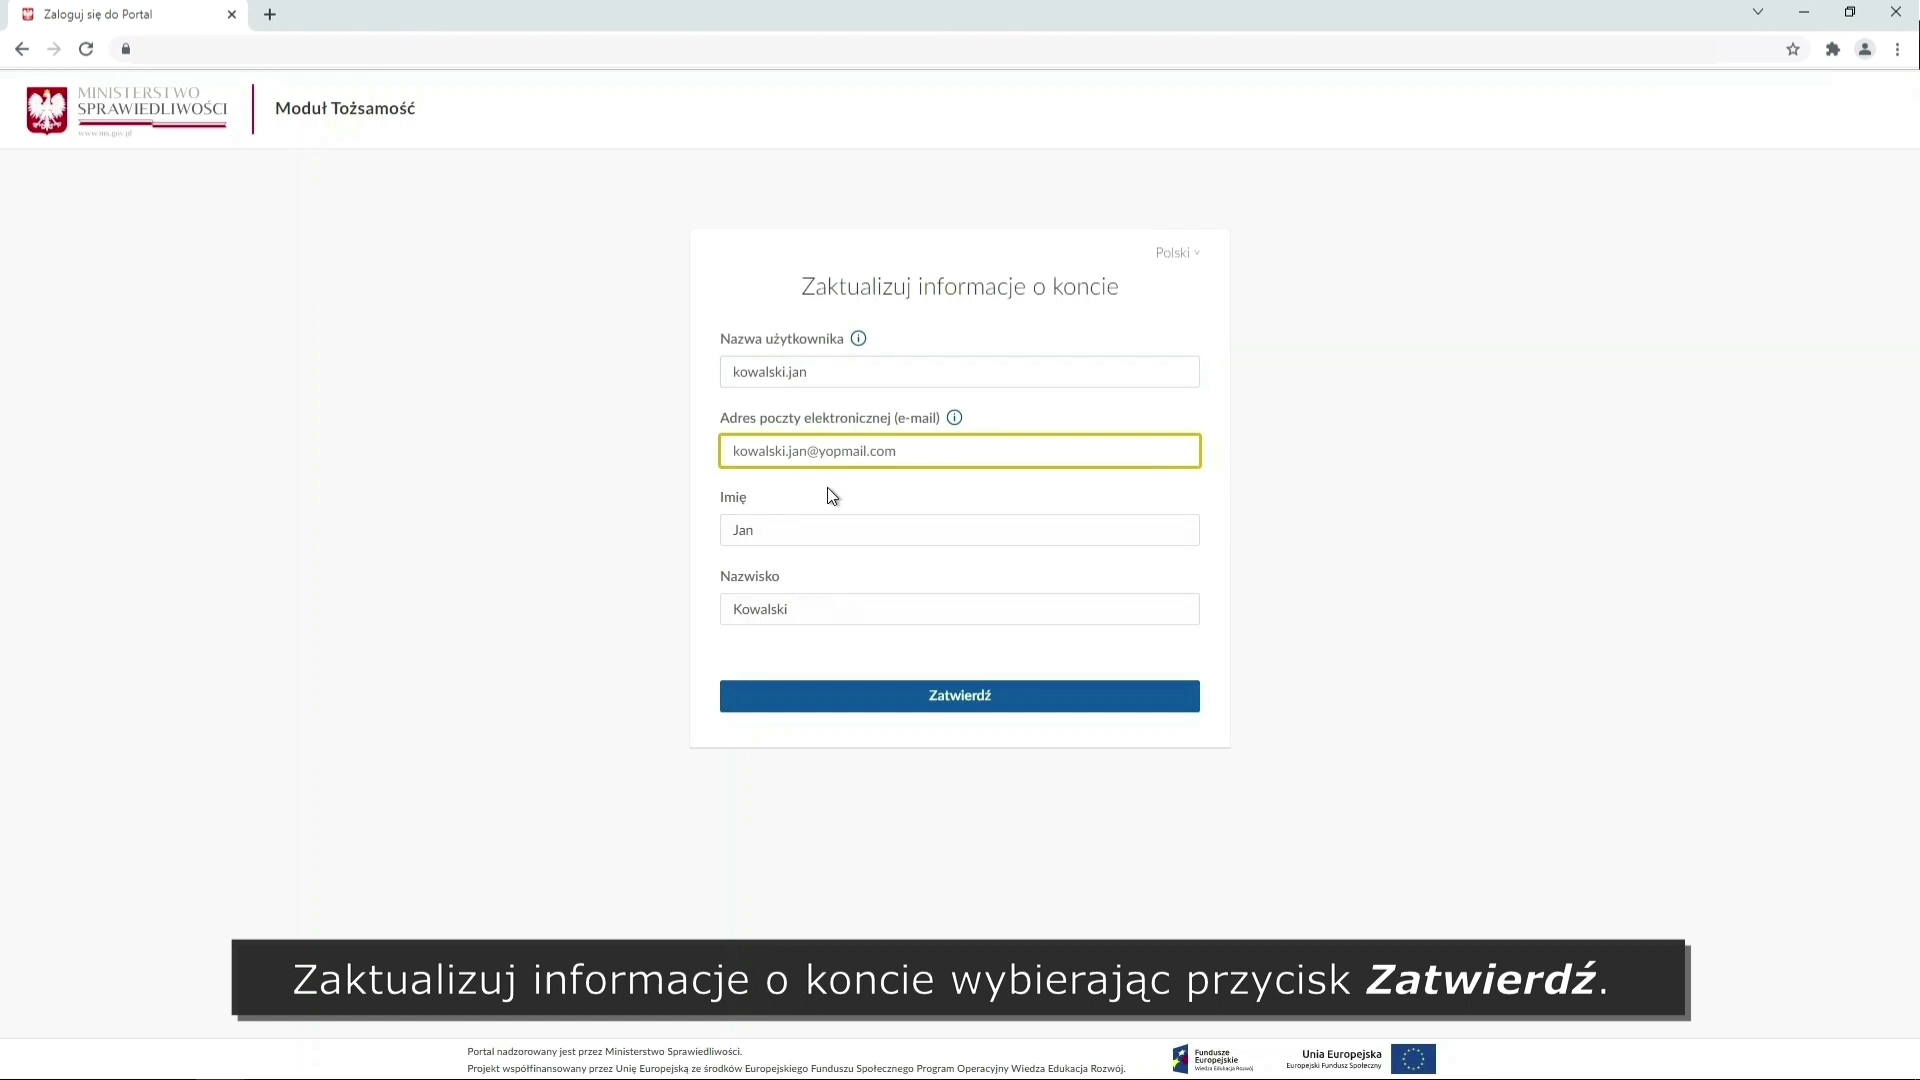 Zaloguj się do Portal
MINISTERSTWO
SPRAWIEDLIWOŚCI
www.ms.gov.pl
Moduł Tożsamość
Polski
Zaktualizuj informacje o koncie
Nazwa użytkownika
kowalski.jan
Adres poczty elektronicznej (e-mail)
kowalski.jan@yopmail.com
Imię
Jan
Nazwisko
Kowalski
Zatwierdź
Zaktualizuj informacje o koncie wybierając przycisk Zatwierdź.
Portal nadzorowany jest przez Ministerstwo Sprawiedliwości.
Projekt współfinansowany przez Unię Europejską ze środków Europejskiego Funduszu Społecznego Program Operacyjny Wiedza Edukacja Rozwój.
Fundusze
Europejskie
Wiedza Edukacja Rozwój
Unia Europejska
Europejski Fundusz Społeczny